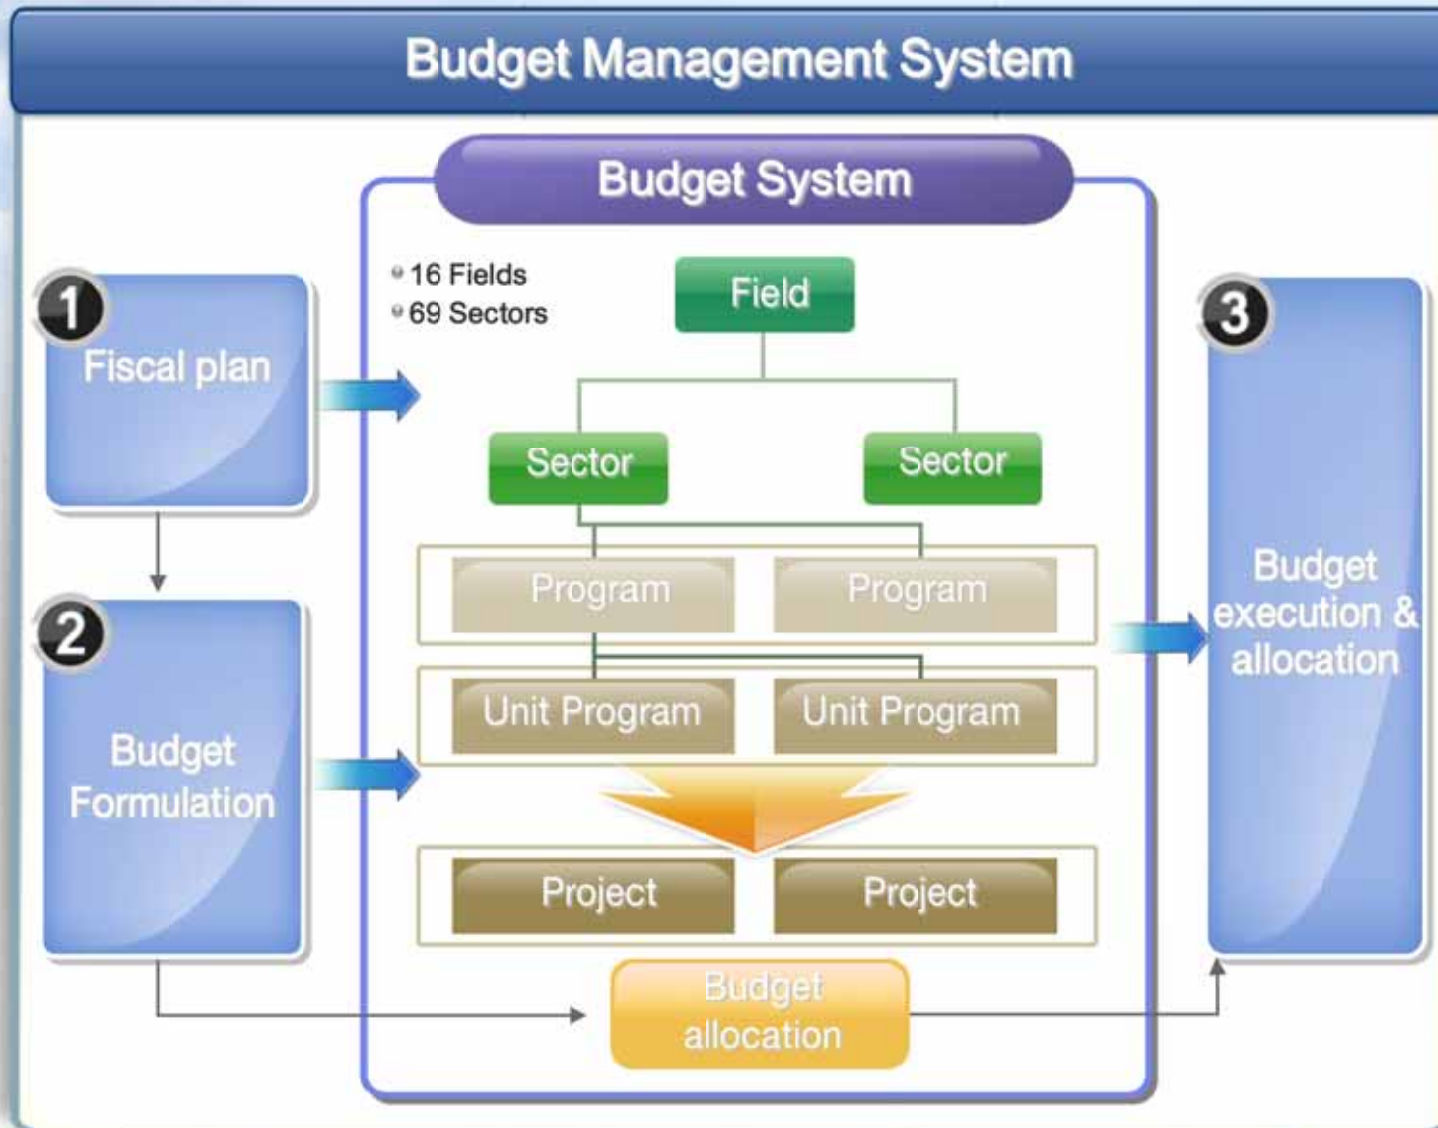 Budget Management System
Budget System
1
Fiscal plan
2
Budget
Formulation
16 Fields
69 Sectors
Field
Sector
Sector
Program
Program
Unit Program
Unit Program
Project
Project
Budget
allocation
3
Budget
execution &
allocation